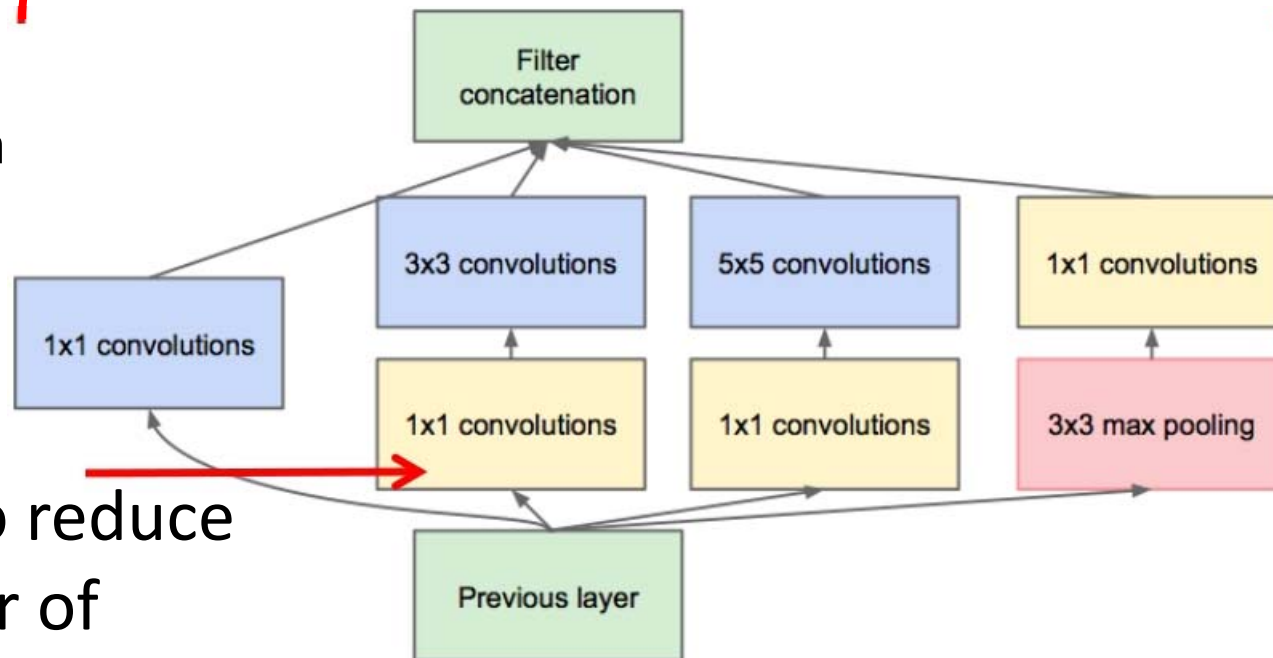 Filter
concatenation
3x3 convolutions
5x5 convolutions
1x1 convolutions
1x1 convolutions
1x1 convolutions
1x1 convolutions
3x3 max pooling
reduce
of
Previous layer